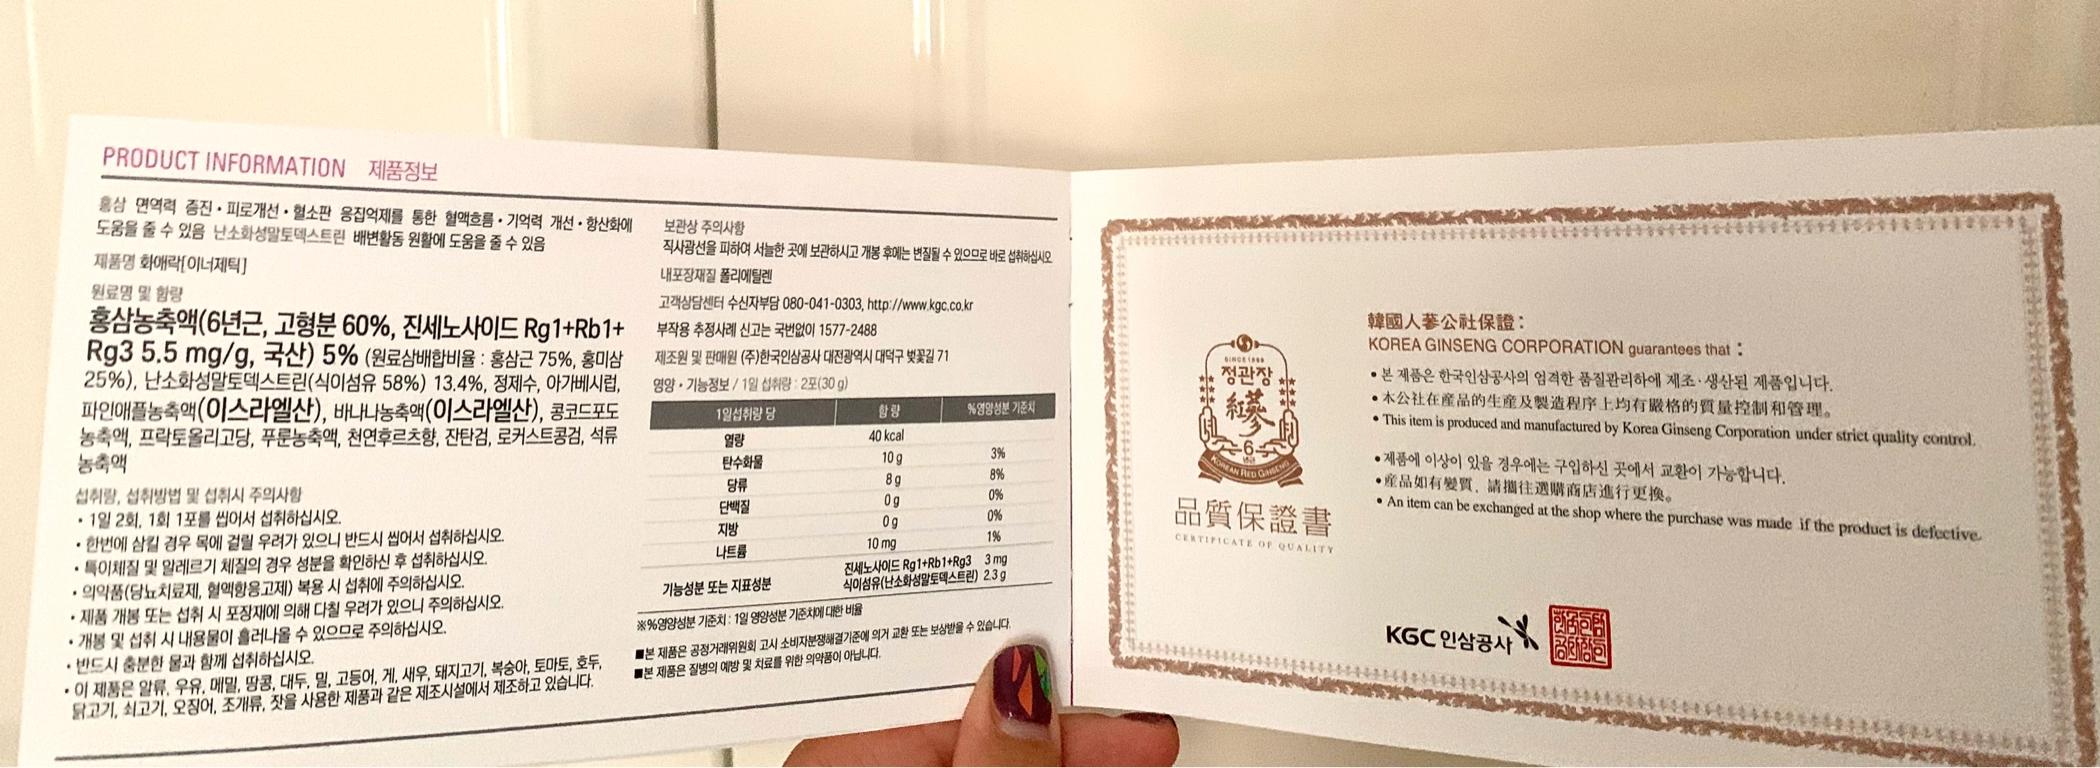 PRODUCT INFORMATION 제품정보
홍삼 면역력 증진 • 피로개선 • 혈소판 응집억제를 통한 혈액흐름 • 기억력 개선 • 항산화에
도움을 줄 수 있음 난소화성말토덱스트린 배변활동 원활에 도움을 줄 수 있음
제품명 화애락[이너제틱]
원료명 및 함량
홍삼농축액(6년근, 고형분 60%, 진세노사이드 Rg1+Rb1+
Rg3 5.5 mg/g, 국산) 5% (원료삼배합비율 : 홍삼근 75%, 홍미삼
25%), 난소화성말토덱스트린(식이섬유 58%) 13.4%, 정제수, 아가베시럽,
파인애플농축액(이스라엘산), 바나나농축액(이스라엘산), 콩코드포도
농축액, 프락토올리고당, 푸룬농축액, 천연후르츠향, 잔탄검, 로커스트콩검, 석류
농축액
섭취량, 섭취방법 및 섭취시 주의사항
• 1일 2회, 1회 1포를 씹어서 섭취하십시오.
• 한번에 삼킬 경우 목에 걸릴 우려가 있으니 반드시 씹어서 섭취하십시오.
• 특이체질 및 알레르기 체질의 경우 성분을 확인하신 후 섭취하십시오.
• 의약품(당뇨치료제, 혈액항응고제) 복용 시 섭취에 주의하십시오.
• 제품 개봉 또는 섭취 시 포장재에 의해 다칠 우려가 있으니 주의하십시오.
• 개봉 및 섭취 시 내용물이 흘러나올 수 있으므로 주의하십시오.
• 반드시 충분한 물과 함께 섭취하십시오.
• 이 제품은 알류, 우유, 메밀, 땅콩, 대두, 밀, 고등어, 게, 새우, 돼지고기, 복숭아, 토마토, 호두,
닭고기, 쇠고기, 오징어, 조개류, 잣을 사용한 제품과 같은 제조시설에서 제조하고 있습니다.
보관상 주의사항
직사광선을 피하여 서늘한 곳에 보관하시고 개봉 후에는 변질될 수 있으므로 바로 섭취하십시오
내포장재질 폴리에틸렌
고객상담센터 수신자부담 080-041-0303, http://www.kgc.co.kr
부작용 추정사례 신고는 국번없이 1577-2488
제조원 및 판매원 (주)한국인삼공사 대전광역시 대덕구 벚꽃길 71
영양 • 기능정보 / 1일 섭취량 : 2포(30 g)
1일섭취량 당 함 량 %영양성분 기준치
열량 40 kcal
탄수화물 10 g 3%
당류 8 g 8%
단백질 0 g 0%
지방 0 g 0%
나트륨 10 mg 1%
기능성분 또는 지표성분 진세노사이드 Rg1+Rb1+Rg3 3 mg
식이섬유(난소화성말토덱스트린) 2.3 g
※%영양성분 기준치 : 1일 영양성분 기준치에 대한 비율
■본 제품은 공정거래위원회 고시 소비자분쟁해결기준에 의거 교환 또는 보상받을 수 있습니다.
■본 제품은 질병의 예방 및 치료를 위한 의약품이 아닙니다.
SINCE 1899
정관장
紅蔘
6
년근
KOREAN RED GINSENG
品質保證書
CERTIFICATE OF QUALITY
韓國人蔘公社保證 :
KOREA GINSENG CORPORATION guarantees that :
• 본 제품은 한국인삼공사의 엄격한 품질관리하에 제조 · 생산된 제품입니다.
• 本公社在産品的生産及製造程序上均有嚴格的質量控制和管理。
• This item is produced and manufactured by Korea Ginseng Corporation under strict quality control.
• 제품에 이상이 있을 경우에는 구입하신 곳에서 교환이 가능합니다.
• 産品如有變質, 請攜往選購商店進行更換。
• An item can be exchanged at the shop where the purchase was made if the product is defective.
KGC 인삼공사